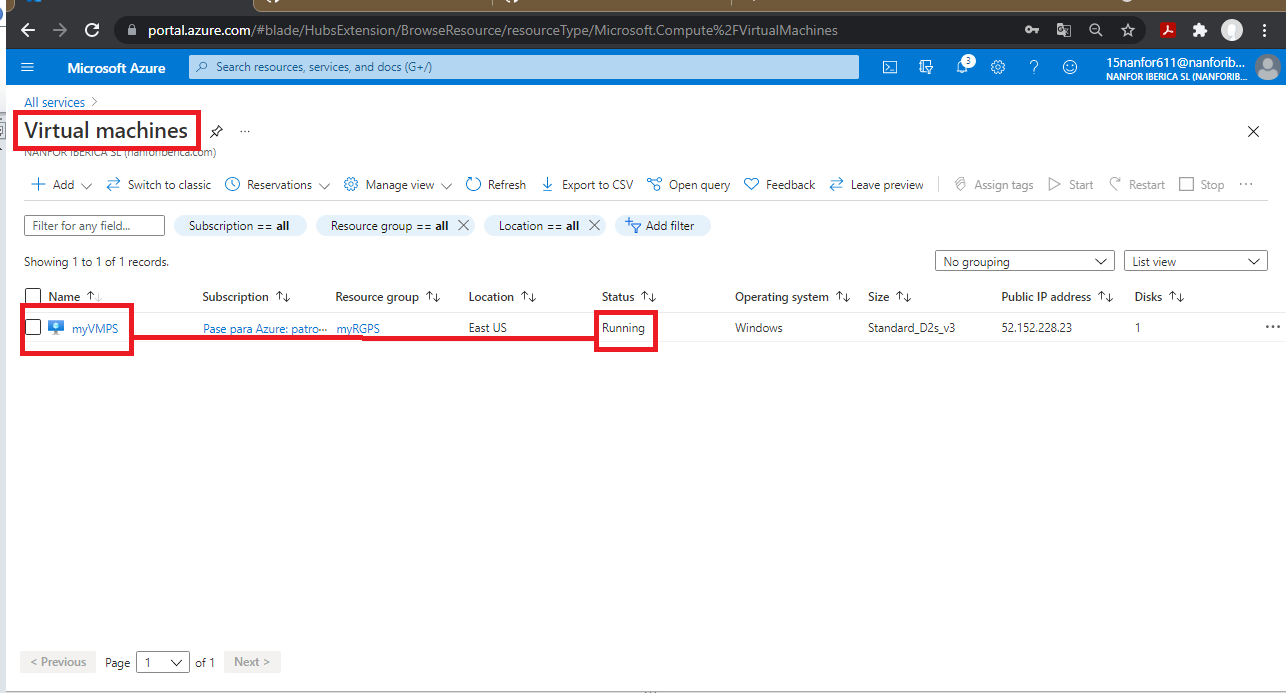 portal.azure.com/#blade/HubsExtension/BrowseResource/resourceType/Microsoft.Compute%2FVirtualMachines
Microsoft Azure
Search resources, services, and docs (G+/)
3
15nanfor611@nanforib...
NANFOR IBERICA SL (NANFORIB...
All services >
Virtual machines
...
NANFOR IBERICA SL (nanforiberica.com)
Add
Switch to classic
Reservations
Manage view
Refresh
Export to CSV
Open query
Feedback
Leave preview
Assign tags
Start
Restart
Stop
...
Filter for any field...
Subscription == all
Resource group == all
Location == all
Add filter
Showing 1 to 1 of 1 records.
No grouping
List view
Name Subscription Resource group Location Status Operating system Size Public IP address Disks
myVMPS Pase para Azure: patro... myRGPS East US Running Windows Standard_D2s_v3 52.152.228.23 1 ...
< Previous Page 1 of 1 Next >